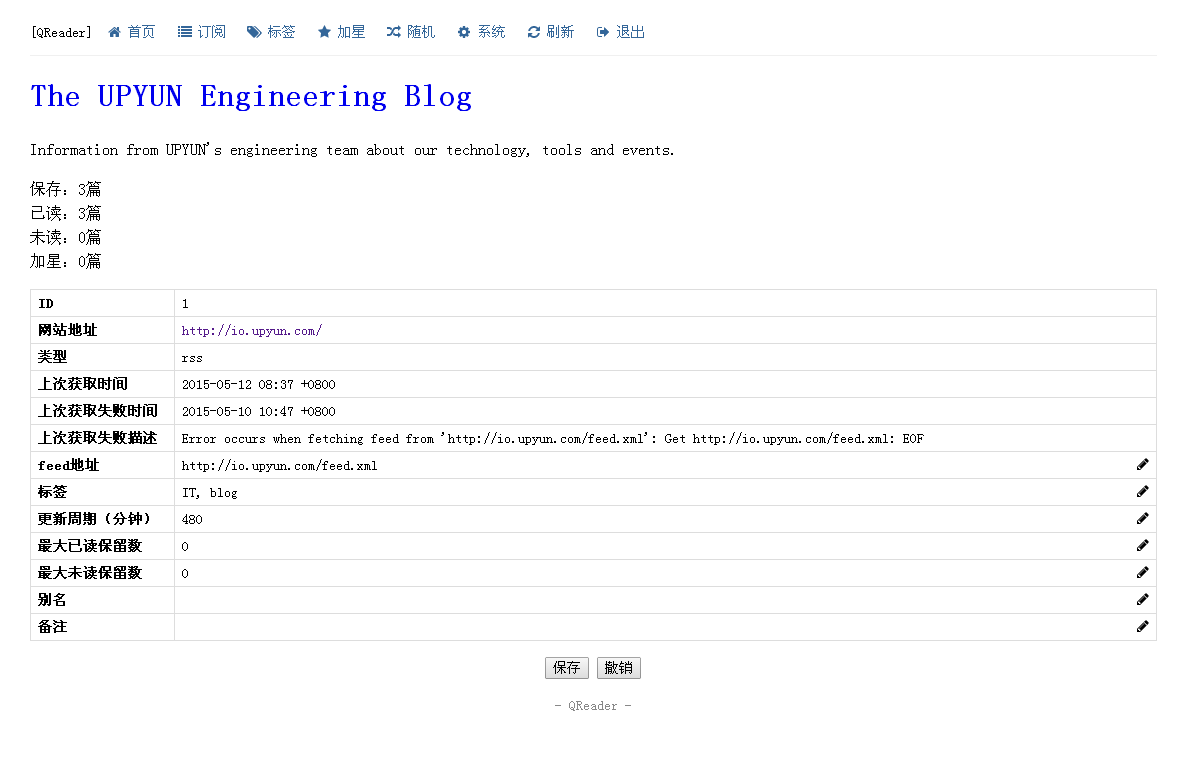 [QReader] 首页 订阅 标签 加星 随机 系统 刷新 退出
The UPYUN Engineering Blog
Information from UPYUN's engineering team about our technology, tools and events.
保存: 3篇
已读: 3篇
未读: 0篇
加星: 0篇
ID 1
网站地址 http://io.upyun.com/
类型 rss
上次获取时间 2015-05-12 08:37 +0800
上次获取失败时间 2015-05-10 10:47 +0800
上次获取失败描述 Error occurs when fetching feed from 'http://io.upyun.com/feed.xml': Get http://io.upyun.com/feed.xml: EOF
feed地址 http://io.upyun.com/feed.xml
标签 IT, blog
更新周期（分钟） 480
最大已读保留数 0
最大未读保留数 0
别名
备注
保存 撤销
- QReader -